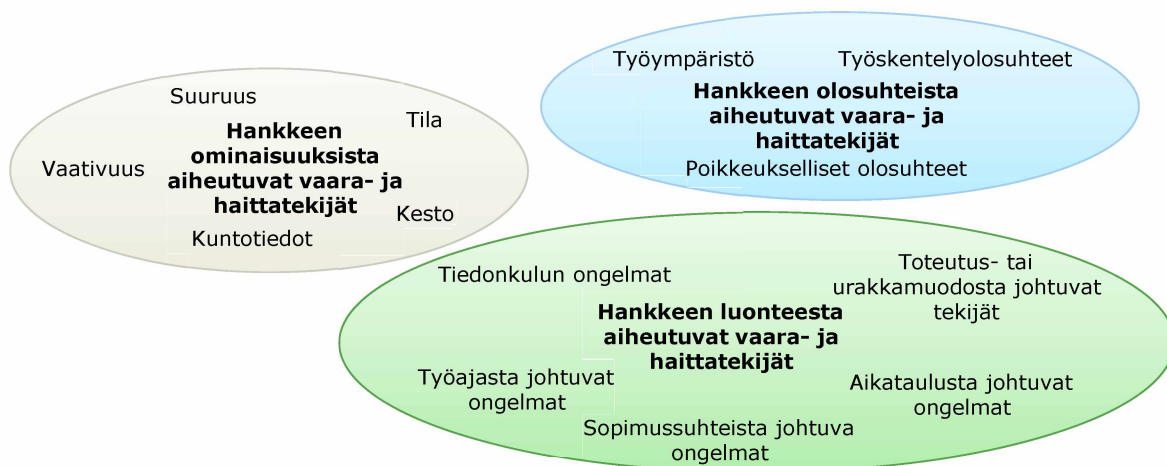 Suuruus
Tila
Hankkeen
ominaisuuksista
aiheutuvat vaara- ja
haittatekijät
Vaativuus
Kesto
Kuntotiedot
Työympäristö
Työskentelyolosuhteet
Hankkeen olosuhteista
aiheutuvat vaara- ja
haittatekijät
Poikkeukselliset olosuhteet
Tiedonkulun ongelmat
Toteutus- tai
urakkamuodosta johtuvat
tekijät
Hankkeen luonteesta
aiheutuvat vaara- ja
haittatekijät
Työajasta johtuvat
ongelmat
Aikataulusta johtuvat
ongelmat
Sopimussuhteista johtuva
ongelmat